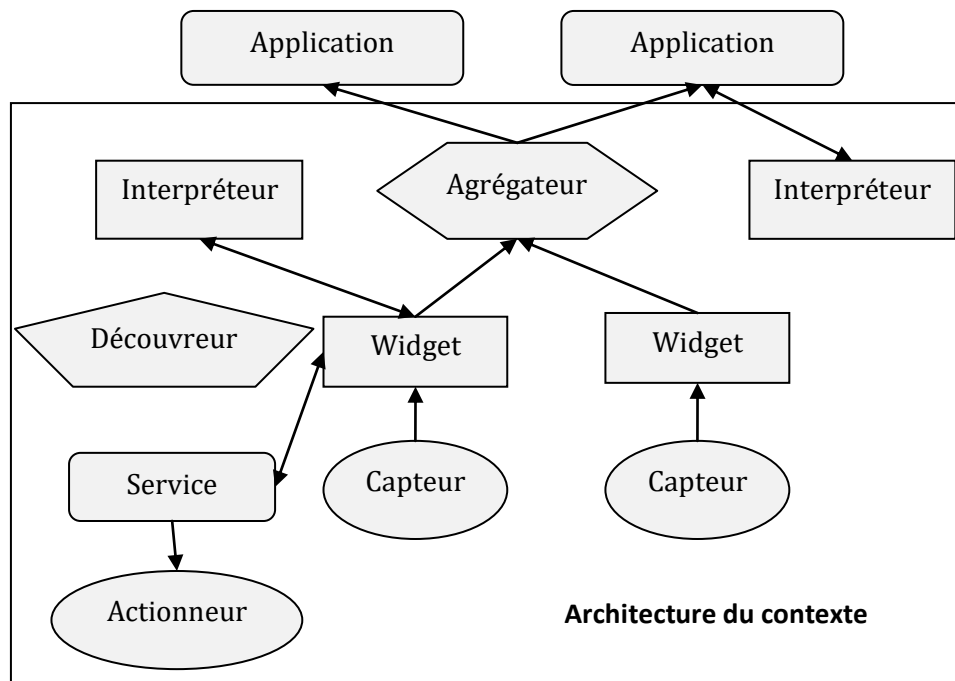 Application
Application
Interpréteur
Agrégateur
Interpréteur
Découvreur
Widget
Widget
Service
Capteur
Capteur
Actionneur
Architecture du contexte